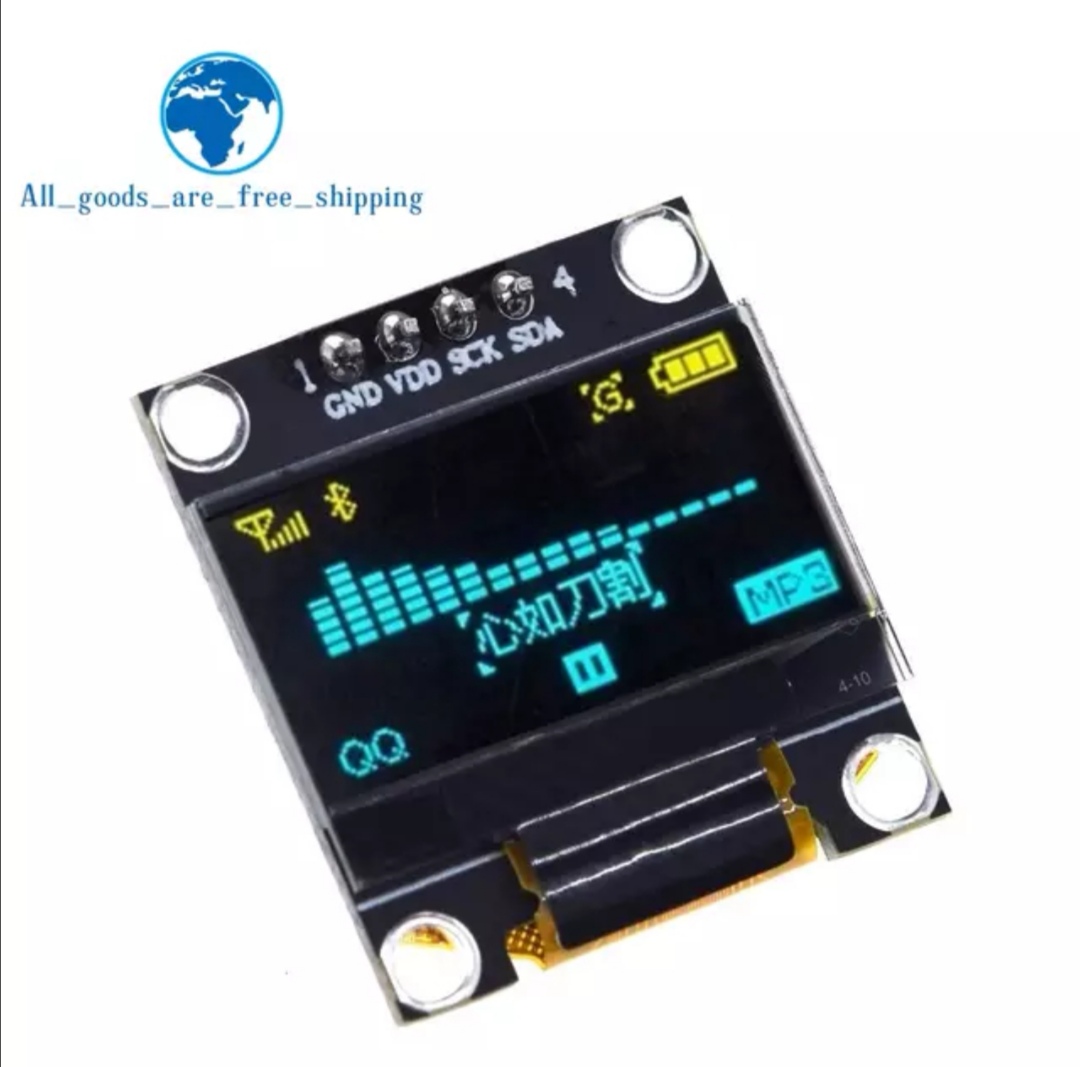 All_goods_are_free_shipping
1 4
GND VDD SCK SDA
G
心如刀割
MP3
QQ
4-10